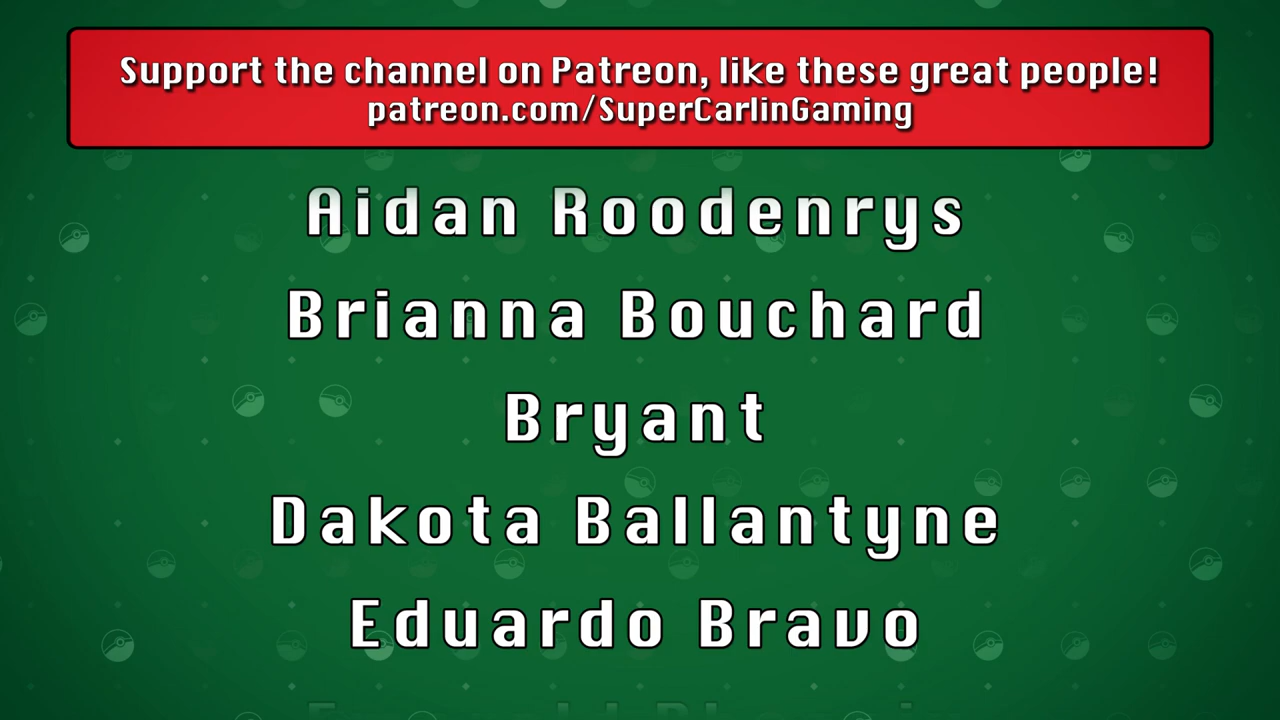 Support the channel on Patreon, like these great people!
patreon.com/SuperCarlinGaming
Aidan Roodenrys
Brianna Bouchard
Bryant
Dakota Ballantyne
Eduardo Bravo